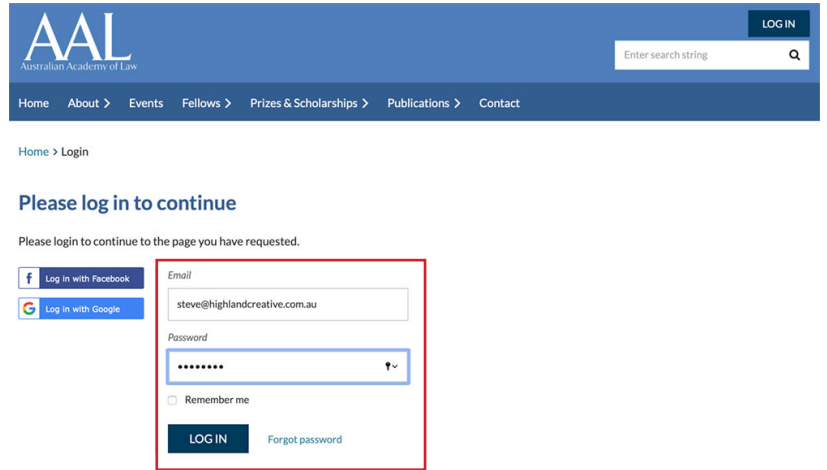 LOG IN
AAL
Australian Academy of Law
Enter search string
Home About Events Fellows Prizes & Scholarships Publications Contact
Home > Login
Please log in to continue
Please login to continue to the page you have requested.
Log in with Facebook
Log in with Google
Email
steve@highlandcreative.com.au
Password
••••••••
Remember me
LOG IN Forgot password